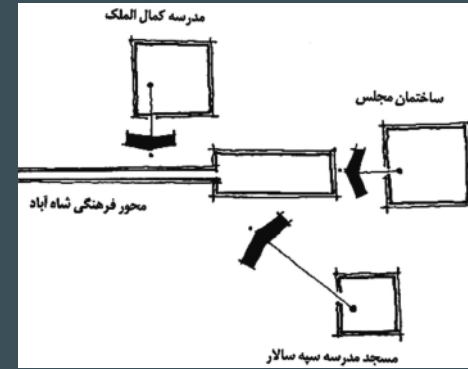 مدرسه کمال الملک
ساختمان مجلس
محور فرهنگی شاه آباد
مسجد مدرسه سپه سالار